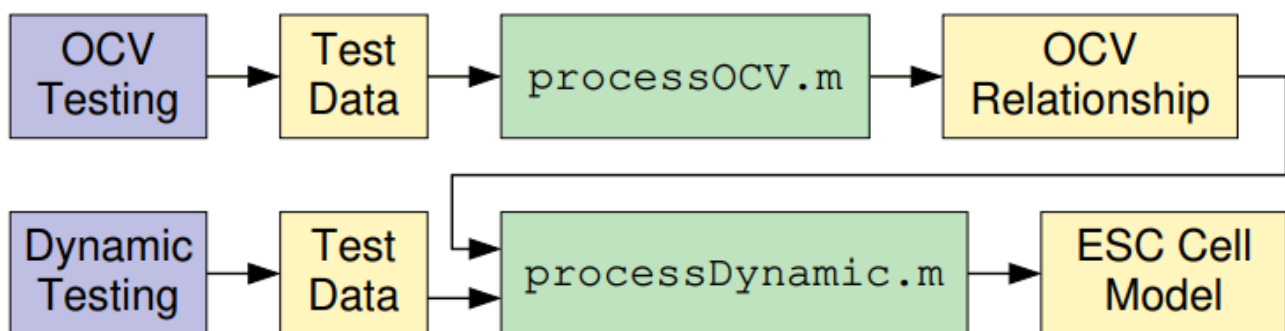 OCV
Testing
Test
Data
processOCV.m
OCV
Relationship
Dynamic
Testing
Test
Data
processDynamic.m
ESC Cell
Model